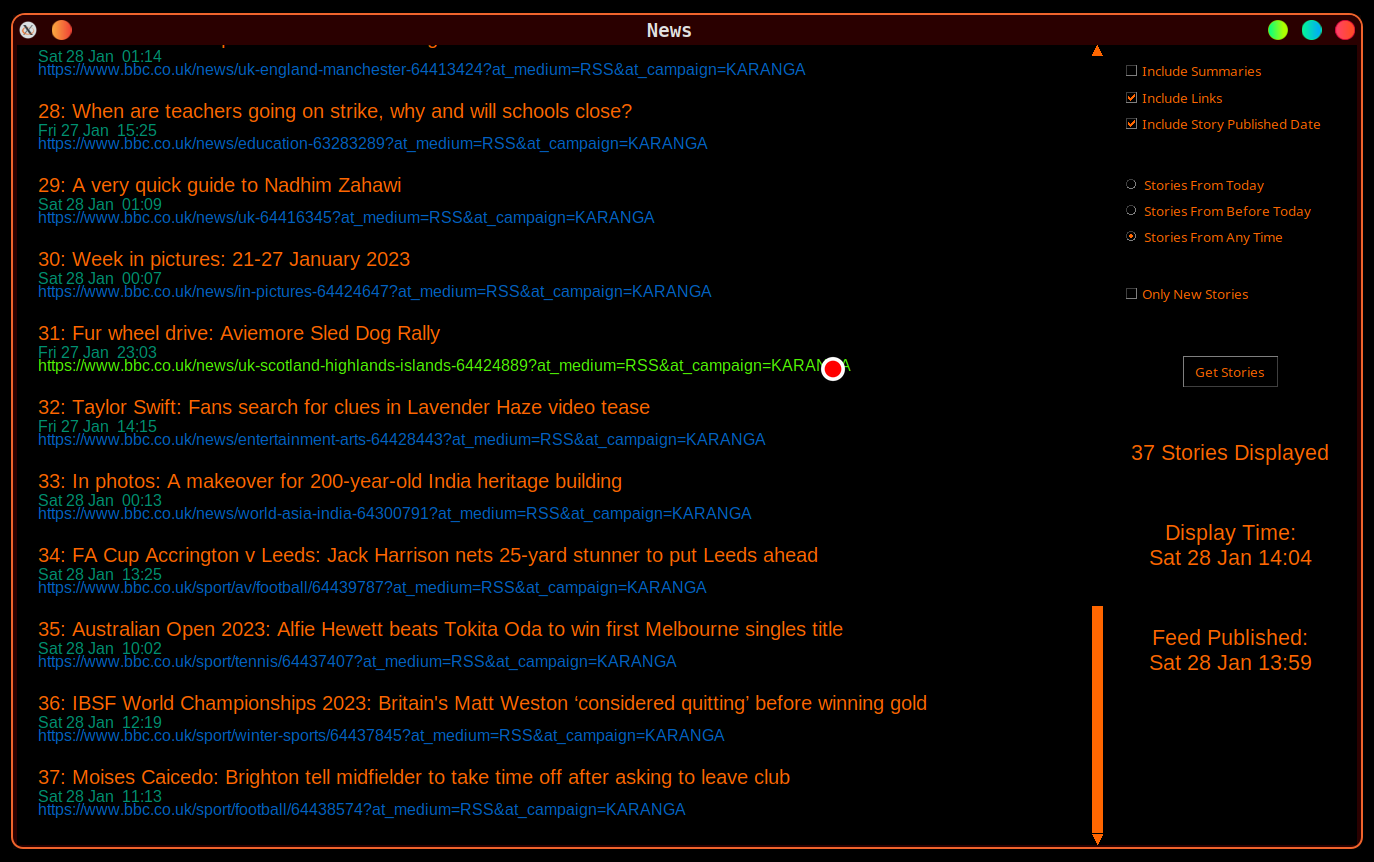 News
Sat 28 Jan 01:14
https://www.bbc.co.uk/news/uk-england-manchester-64413424?at_medium=RSS&at_campaign=KARANGA
28: When are teachers going on strike, why and will schools close?
Fri 27 Jan 15:25
https://www.bbc.co.uk/news/education-63283289?at_medium=RSS&at_campaign=KARANGA
29: A very quick guide to Nadhim Zahawi
Sat 28 Jan 01:09
https://www.bbc.co.uk/news/uk-64416345?at_medium=RSS&at_campaign=KARANGA
30: Week in pictures: 21-27 January 2023
Sat 28 Jan 00:07
https://www.bbc.co.uk/news/in-pictures-64424647?at_medium=RSS&at_campaign=KARANGA
31: Fur wheel drive: Aviemore Sled Dog Rally
Fri 27 Jan 23:03
https://www.bbc.co.uk/news/uk-scotland-highlands-islands-64424889?at_medium=RSS&at_campaign=KARANGA
32: Taylor Swift: Fans search for clues in Lavender Haze video tease
Fri 27 Jan 14:15
https://www.bbc.co.uk/news/entertainment-arts-64428443?at_medium=RSS&at_campaign=KARANGA
33: In photos: A makeover for 200-year-old India heritage building
Sat 28 Jan 00:13
https://www.bbc.co.uk/news/world-asia-india-64300791?at_medium=RSS&at_campaign=KARANGA
34: FA Cup Accrington v Leeds: Jack Harrison nets 25-yard stunner to put Leeds ahead
Sat 28 Jan 13:25
https://www.bbc.co.uk/sport/av/football/64439787?at_medium=RSS&at_campaign=KARANGA
35: Australian Open 2023: Alfie Hewett beats Tokita Oda to win first Melbourne singles title
Sat 28 Jan 10:02
https://www.bbc.co.uk/sport/tennis/64437407?at_medium=RSS&at_campaign=KARANGA
36: IBSF World Championships 2023: Britain's Matt Weston ‘considered quitting’ before winning gold
Sat 28 Jan 12:19
https://www.bbc.co.uk/sport/winter-sports/64437845?at_medium=RSS&at_campaign=KARANGA
37: Moises Caicedo: Brighton tell midfielder to take time off after asking to leave club
Sat 28 Jan 11:13
https://www.bbc.co.uk/sport/football/64438574?at_medium=RSS&at_campaign=KARANGA
Include Summaries
Include Links
Include Story Published Date
Stories From Today
Stories From Before Today
Stories From Any Time
Only New Stories
Get Stories
37 Stories Displayed
Display Time:
Sat 28 Jan 14:04
Feed Published:
Sat 28 Jan 13:59